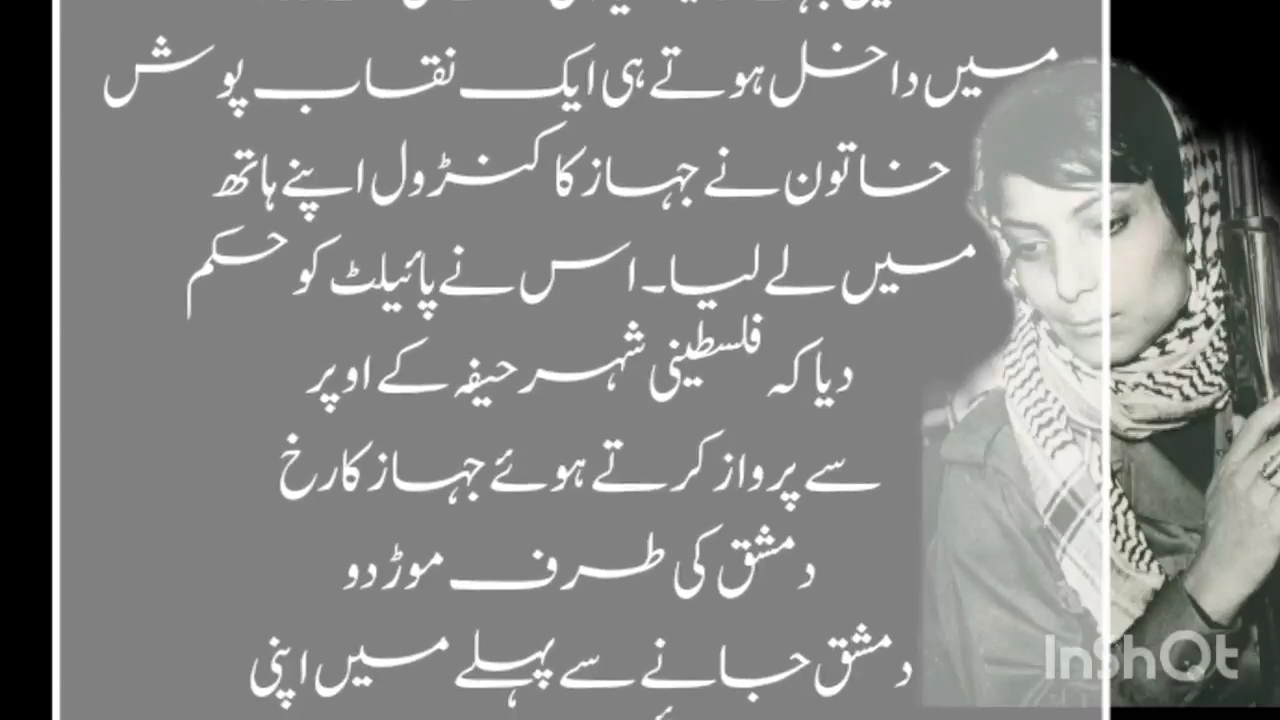 میں داخل ہوتے ہی ایک نقاب پوش
خاتون نے جہاز کا کنڑول اپنے ہاتھ
میں لے لیا۔ اس نے پائیلٹ کو حکم
دیا کہ فلسطینی شہر حیفہ کے اوپر
سے پرواز کرتے ہوئے جہاز کا رخ
دمشق کی طرف موڑ دو
دمشق جانے سے پہلے میں اپنی
InShOt